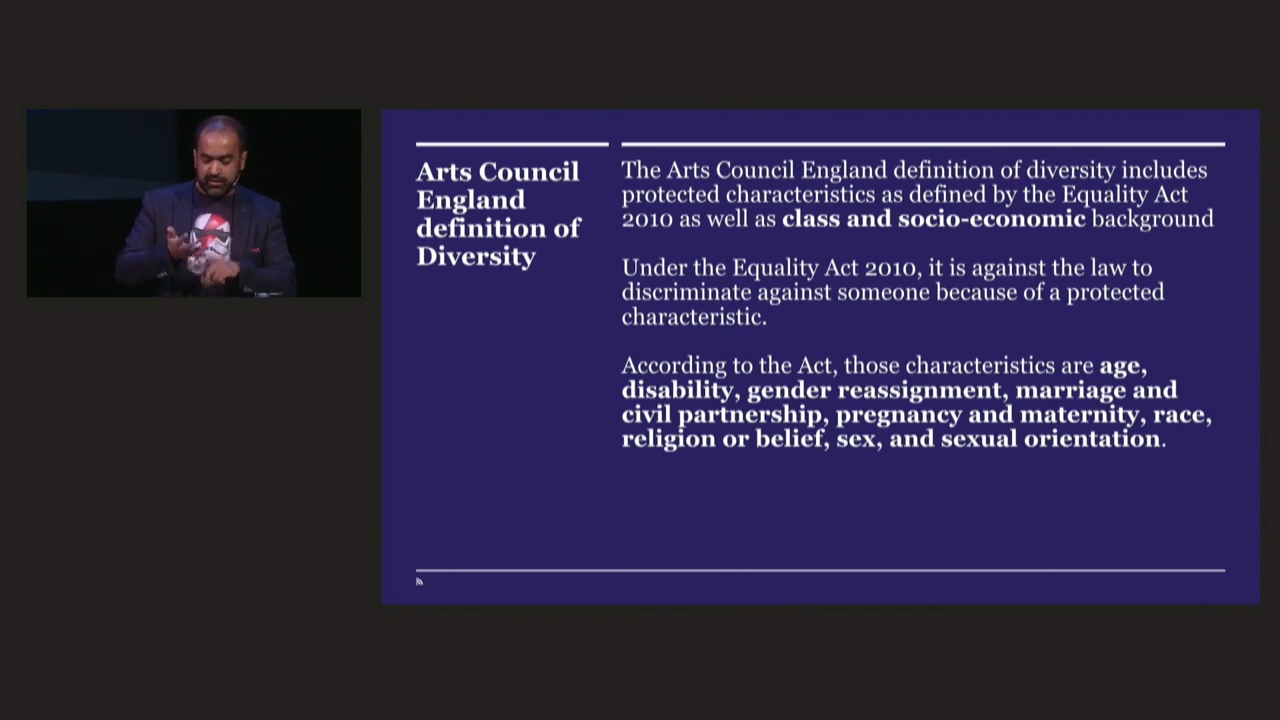 Arts Council
England
definition of
Diversity
The Arts Council England definition of diversity includes
protected characteristics as defined by the Equality Act
2010 as well as class and socio-economic background
Under the Equality Act 2010, it is against the law to
discriminate against someone because of a protected
characteristic.
According to the Act, those characteristics are age,
disability, gender reassignment, marriage and
civil partnership, pregnancy and maternity, race,
religion or belief, sex, and sexual orientation.